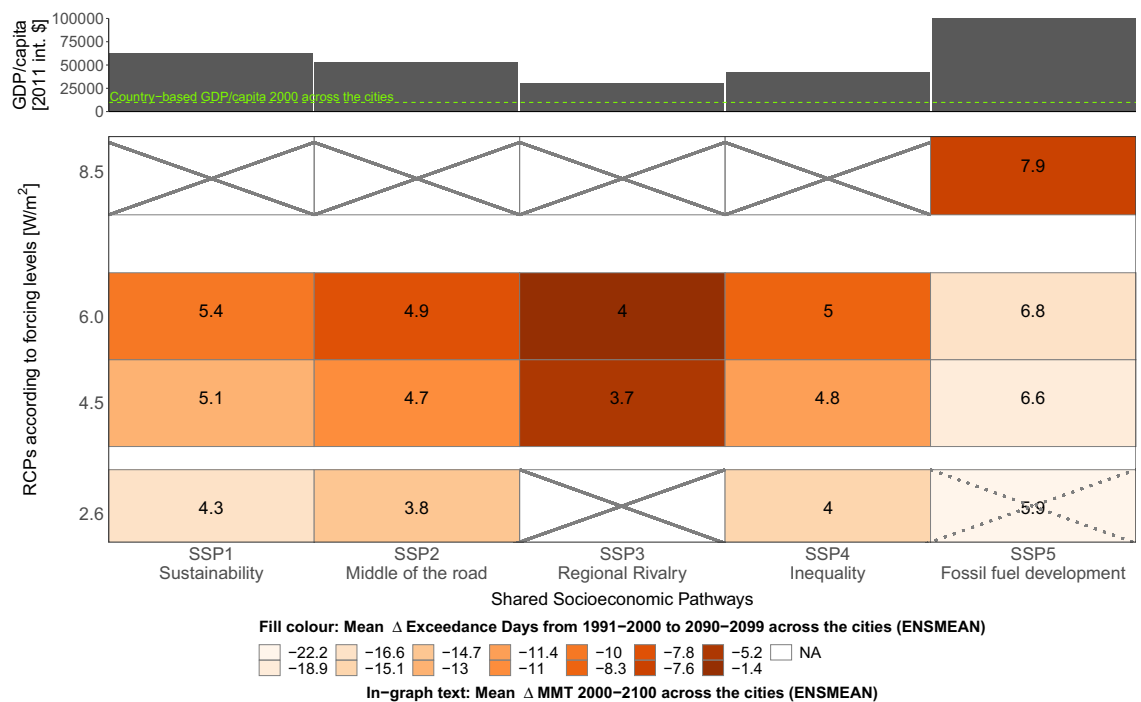 GDP/capita
[2011 int. $]
100000
75000
50000
25000
0
Country−based GDP/capita 2000 across the cities
RCPs according to forcing levels [W/m²]
8.5
7.9
6.0
5.4
4.9
4
5
6.8
4.5
5.1
4.7
3.7
4.8
6.6
2.6
4.3
3.8
4
5.9
SSP1
Sustainability
SSP2
Middle of the road
SSP3
Regional Rivalry
SSP4
Inequality
SSP5
Fossil fuel development
Shared Socioeconomic Pathways
Fill colour: Mean Δ Exceedance Days from 1991−2000 to 2090−2099 across the cities (ENSMEAN)
−22.2 −16.6 −14.7 −11.4 −10 −7.8 −5.2 NA
−18.9 −15.1 −13 −11 −8.3 −7.6 −1.4
In−graph text: Mean Δ MMT 2000−2100 across the cities (ENSMEAN)